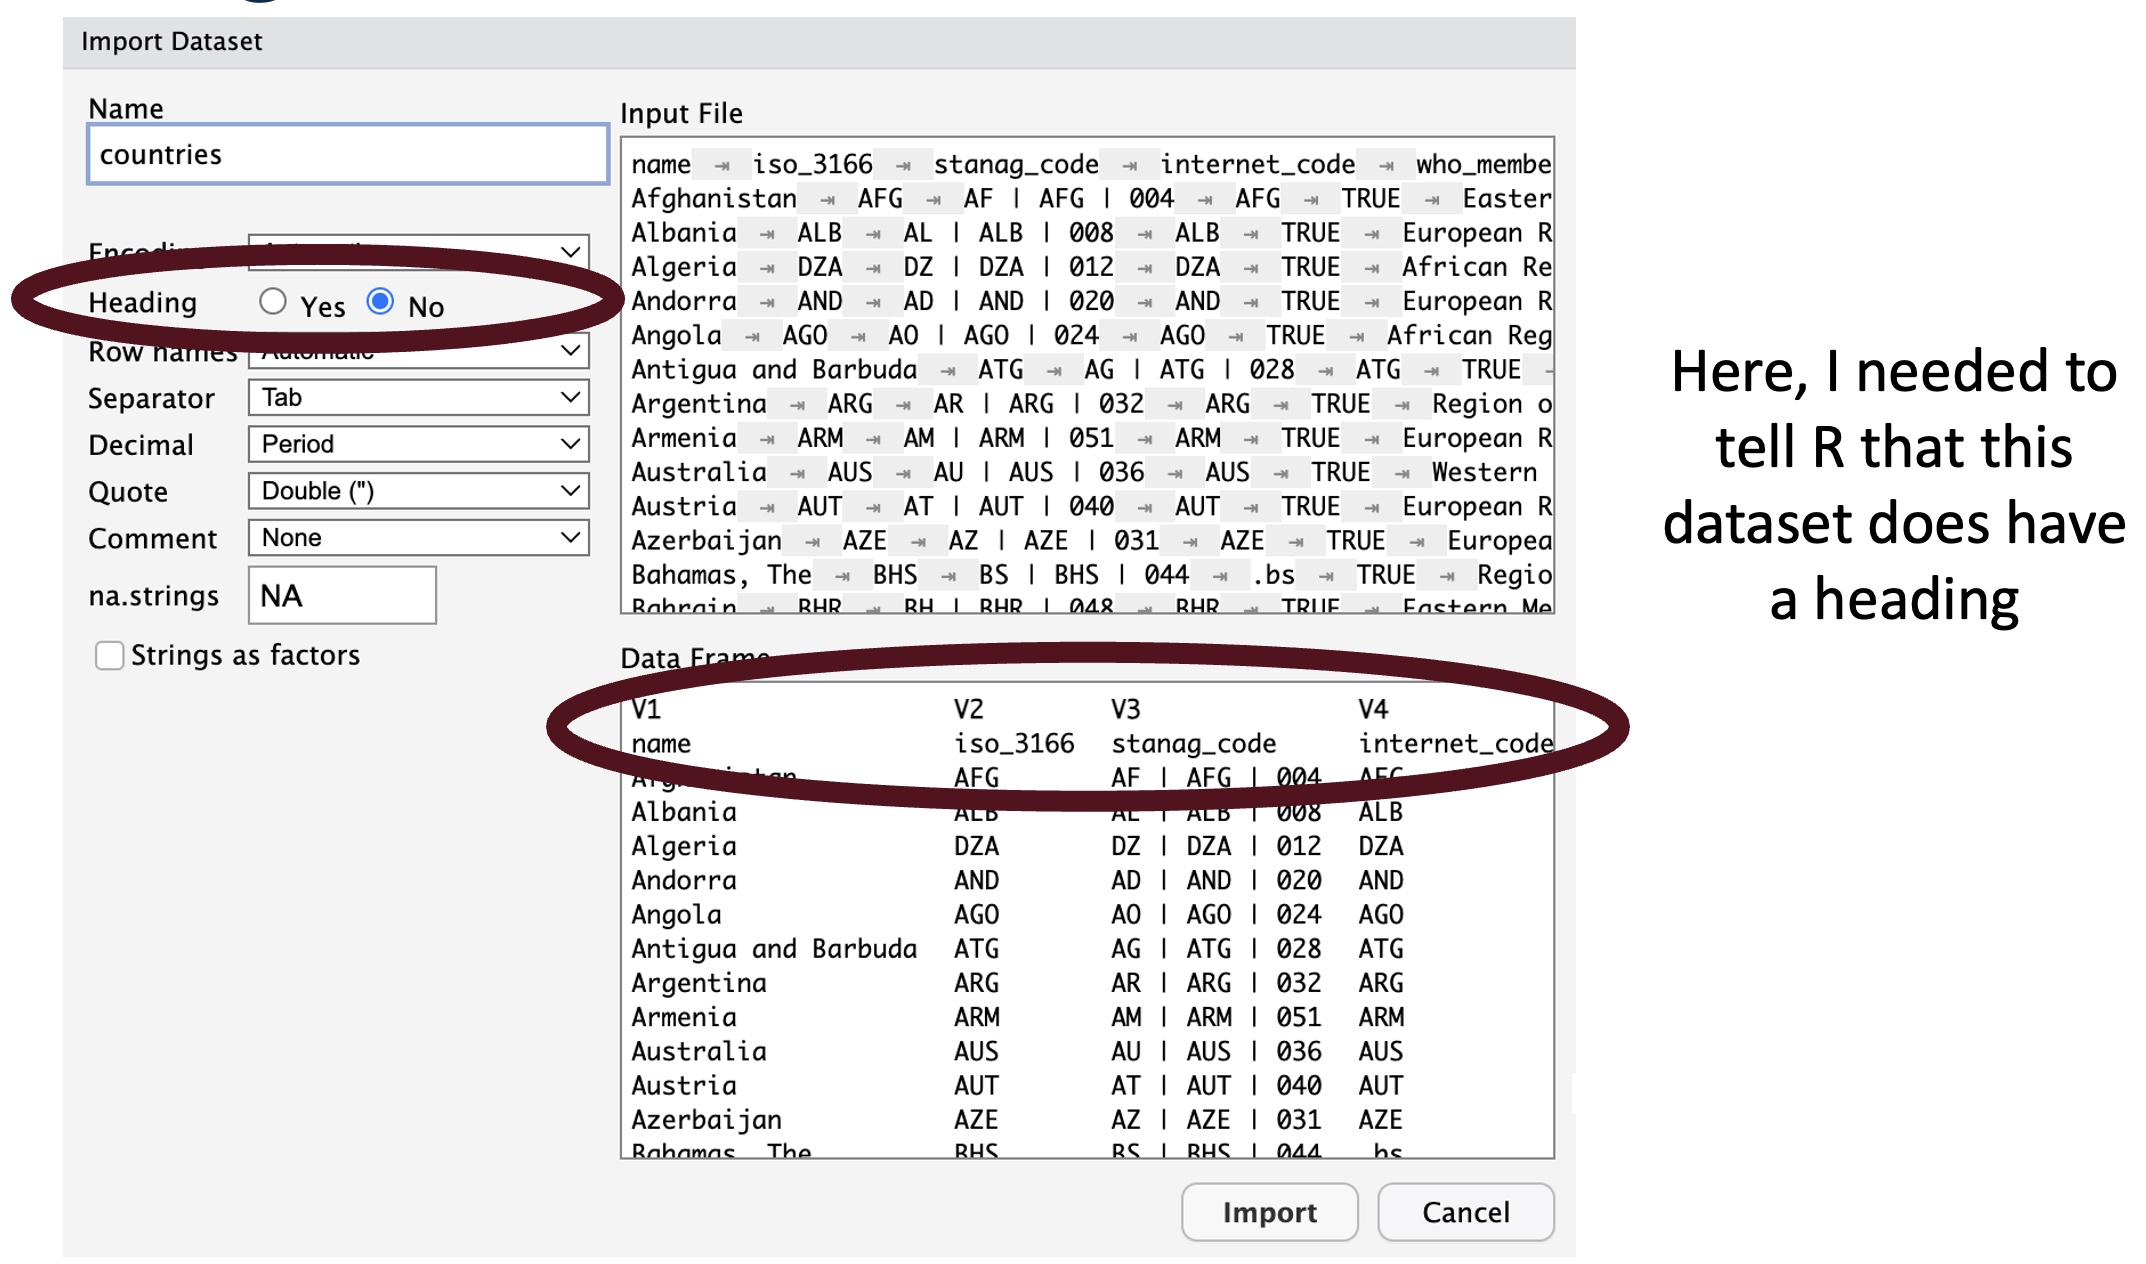 Import Dataset
Name
countries
Encoding Automatic
Heading Yes No
Row names Automatic
Separator Tab
Decimal Period
Quote Double (")
Comment None
na.strings NA
Strings as factors
Input File
name iso_3166 stanag_code internet_code who_membe
Afghanistan AFG AF | AFG | 004 AFG TRUE Easter
Albania ALB AL | ALB | 008 ALB TRUE European R
Algeria DZA DZ | DZA | 012 DZA TRUE African Re
Andorra AND AD | AND | 020 AND TRUE European R
Angola AGO AO | AGO | 024 AGO TRUE African Reg
Antigua and Barbuda ATG AG | ATG | 028 ATG TRUE
Argentina ARG AR | ARG | 032 ARG TRUE Region o
Armenia ARM AM | ARM | 051 ARM TRUE European R
Australia AUS AU | AUS | 036 AUS TRUE Western
Austria AUT AT | AUT | 040 AUT TRUE European R
Azerbaijan AZE AZ | AZE | 031 AZE TRUE Europea
Bahamas, The BHS BS | BHS | 044 .bs TRUE Regio
Bahrain BHR BH | BHR | 048 BHR TRUE Eastern Me
Data Frame
V1 V2 V3 V4
name iso_3166 stanag_code internet_code
Afghanistan AFG AF | AFG | 004 AFG
Albania ALB AL | ALB | 008 ALB
Algeria DZA DZ | DZA | 012 DZA
Andorra AND AD | AND | 020 AND
Angola AGO AO | AGO | 024 AGO
Antigua and Barbuda ATG AG | ATG | 028 ATG
Argentina ARG AR | ARG | 032 ARG
Armenia ARM AM | ARM | 051 ARM
Australia AUS AU | AUS | 036 AUS
Austria AUT AT | AUT | 040 AUT
Azerbaijan AZE AZ | AZE | 031 AZE
Bahamas, The BHS BS | BHS | 044 .bs
Import Cancel
Here, I needed to
tell R that this
dataset does have
a heading